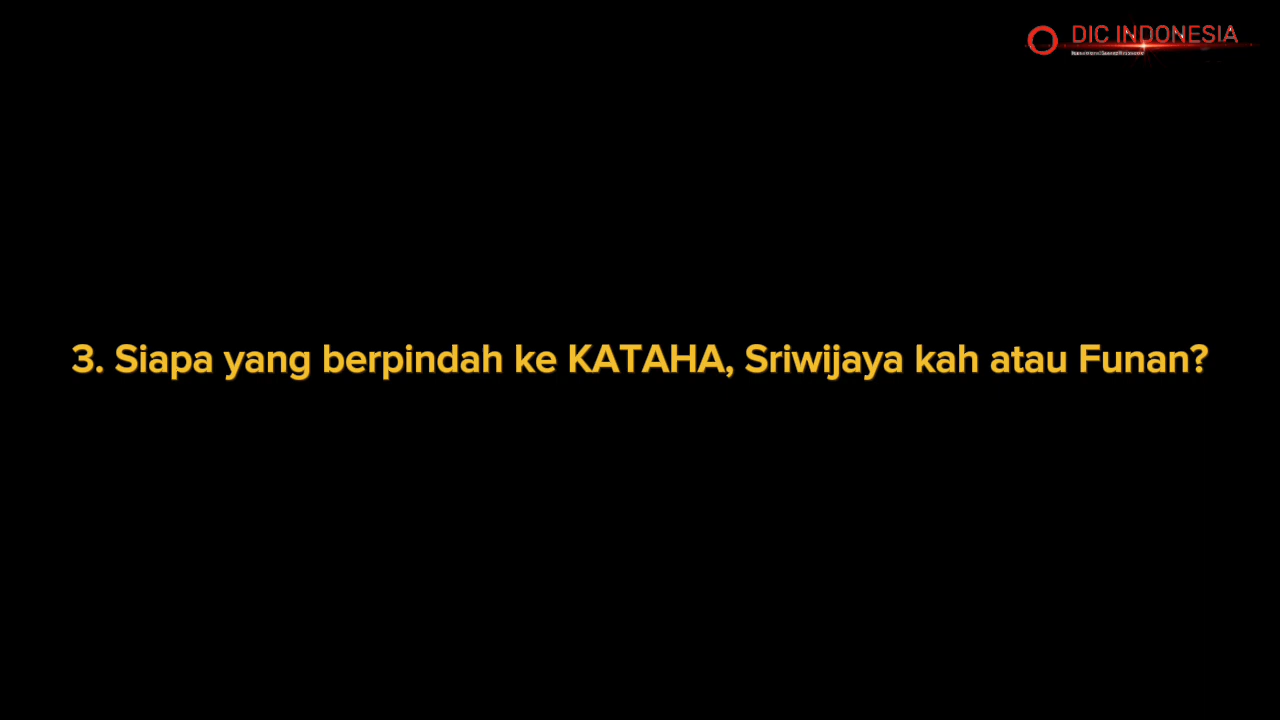 DIC INDONESIA
3. Siapa yang berpindah ke KATAHA, Sriwijaya kah atau Funan?